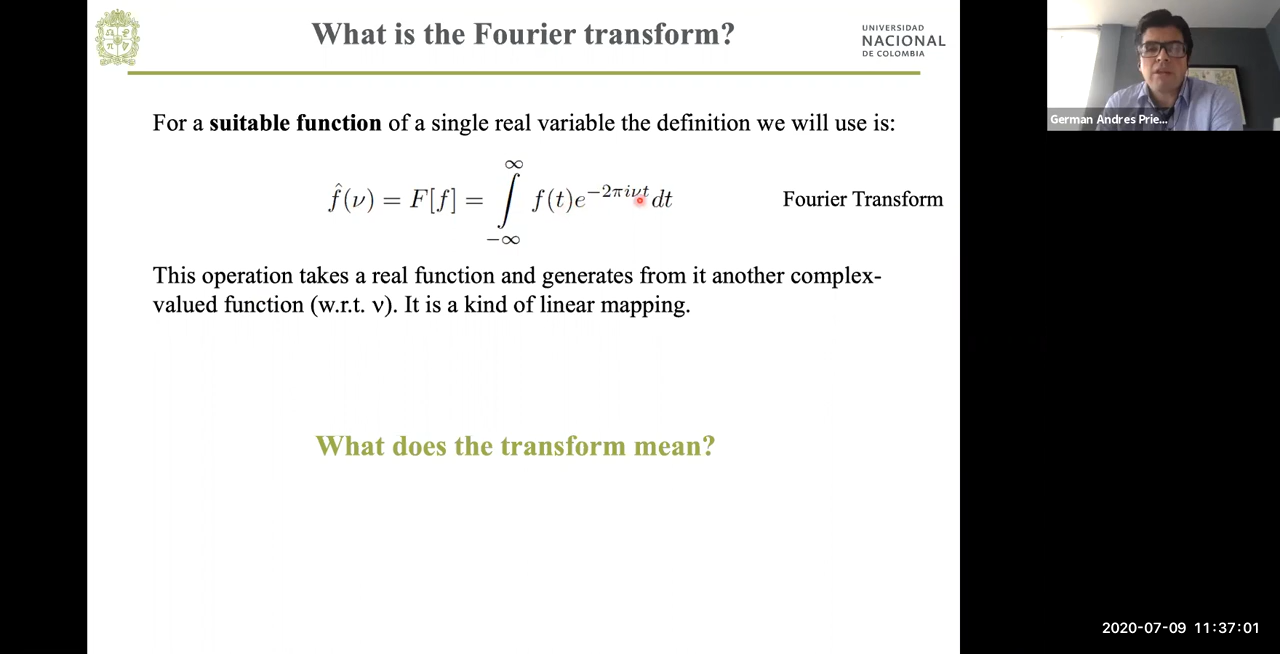 What is the Fourier transform?
UNIVERSIDAD
NACIONAL
DE COLOMBIA
For a suitable function of a single real variable the definition we will use is:
f̂(ν) = F[f] = ∫_{−∞}^{∞} f(t)e^{−2πiνt} dt
Fourier Transform
This operation takes a real function and generates from it another complex-
valued function (w.r.t. ν). It is a kind of linear mapping.
What does the transform mean?
German Andres Prie...
2020-07-09 11:37:01